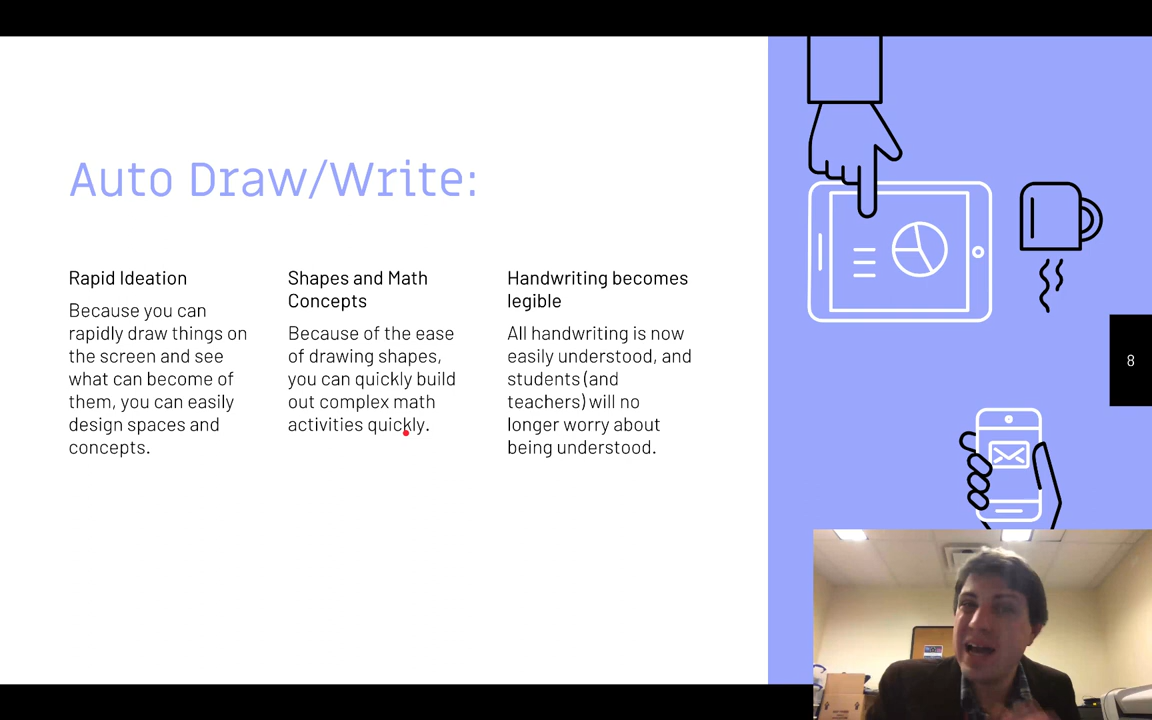 Auto Draw/Write:
Rapid Ideation
Because you can
rapidly draw things on
the screen and see
what can become of
them, you can easily
design spaces and
concepts.
Shapes and Math
Concepts
Because of the ease
of drawing shapes,
you can quickly build
out complex math
activities quickly.
Handwriting becomes
legible
All handwriting is now
easily understood, and
students (and
teachers) will no
longer worry about
being understood.
8